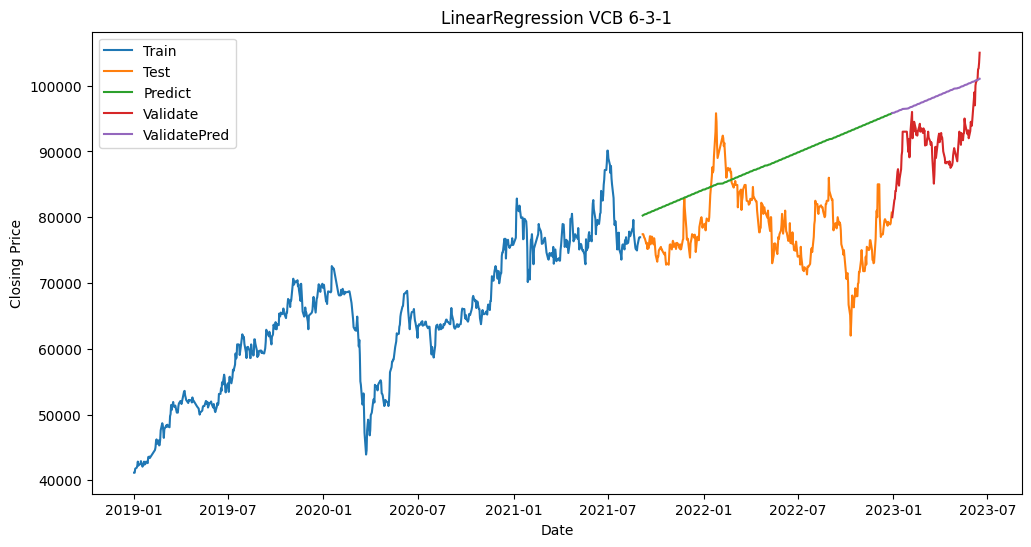 LinearRegression VCB 6-3-1
Train
Test
Predict
Validate
ValidatePred
Closing Price
100000
90000
80000
70000
60000
50000
40000
2019-01 2019-07 2020-01 2020-07 2021-01 2021-07 2022-01 2022-07 2023-01 2023-07
Date